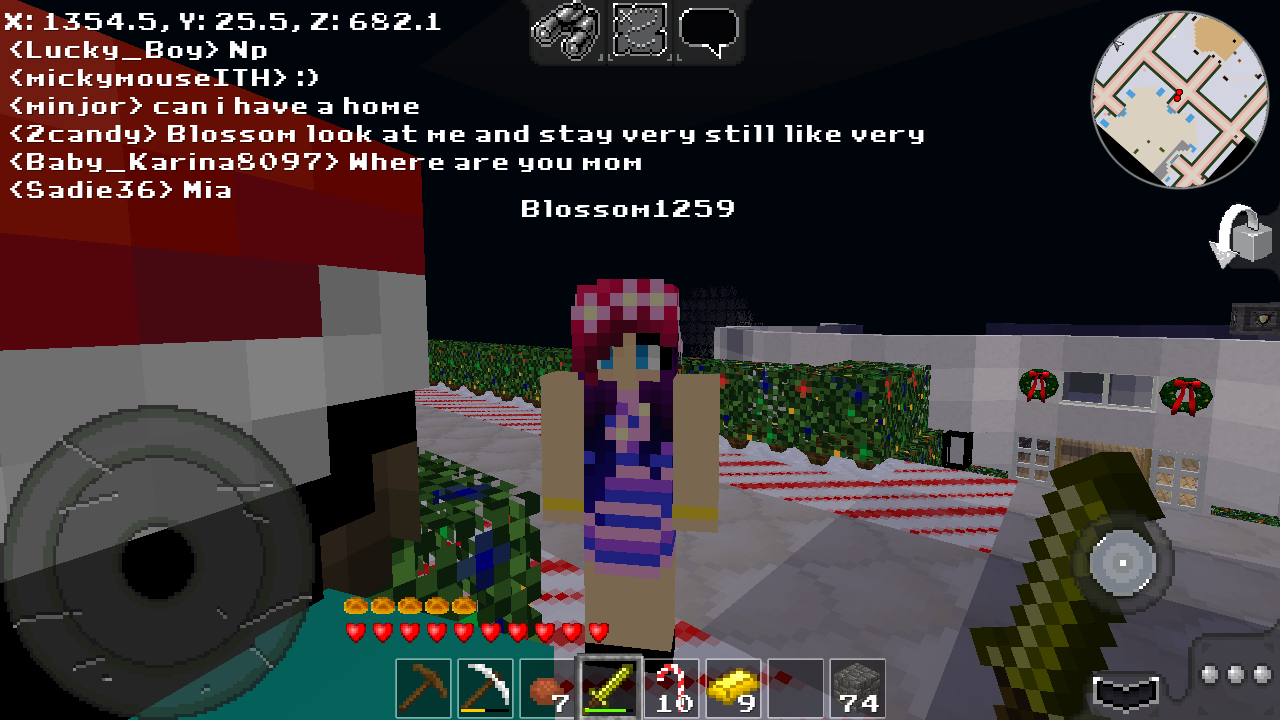 X: 1354.5, Y: 25.5, Z: 682.1
<Lucky_Boy> Np
<mickymouseITH> :)
<minjor> can i have a home
<2candy> Blossom look at me and stay very still like very
<Baby_Karina8097> Where are you mom
<Sadie36> Mia
Blossom1259
7
10
9
74